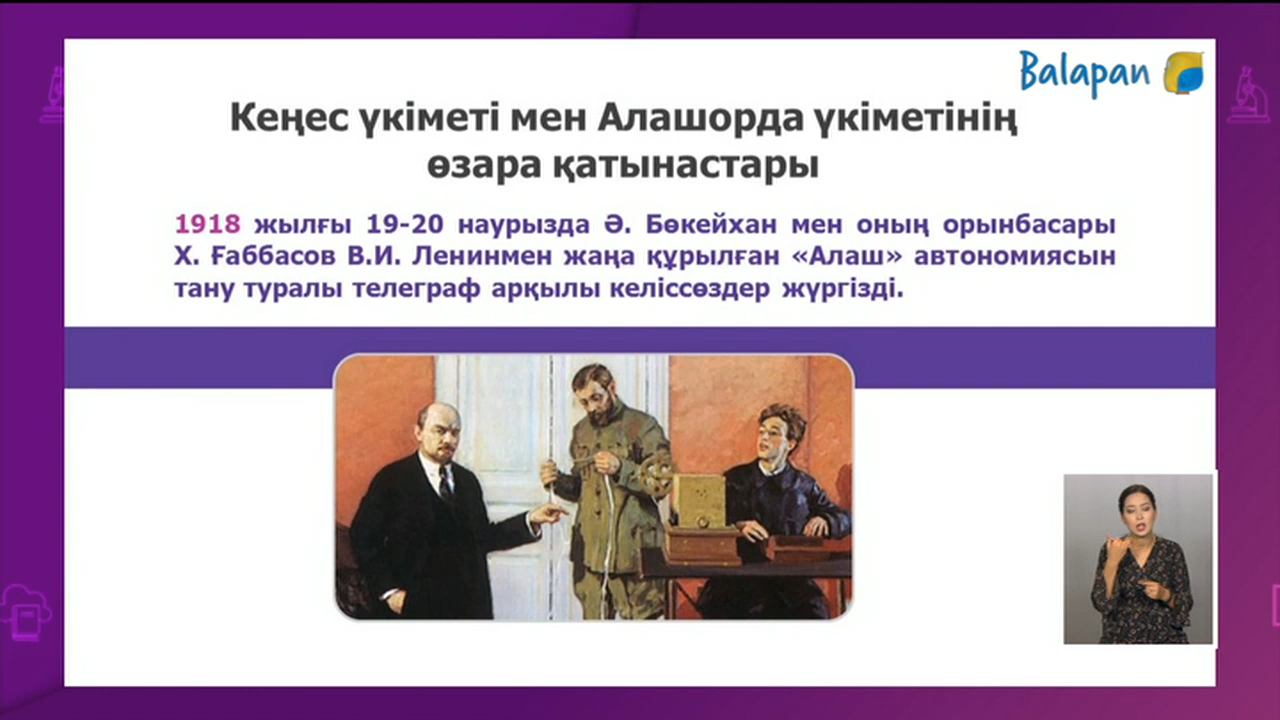 Balapan
Кеңес үкіметі мен Алашорда үкіметінің
өзара қатынастары
1918 жылғы 19-20 наурызда Ә. Бөкейхан мен оның орынбасары
Х. Ғаббасов В.И. Ленинмен жаңа құрылған «Алаш» автономиясын
тану туралы телеграф арқылы келіссөздер жүргізді.